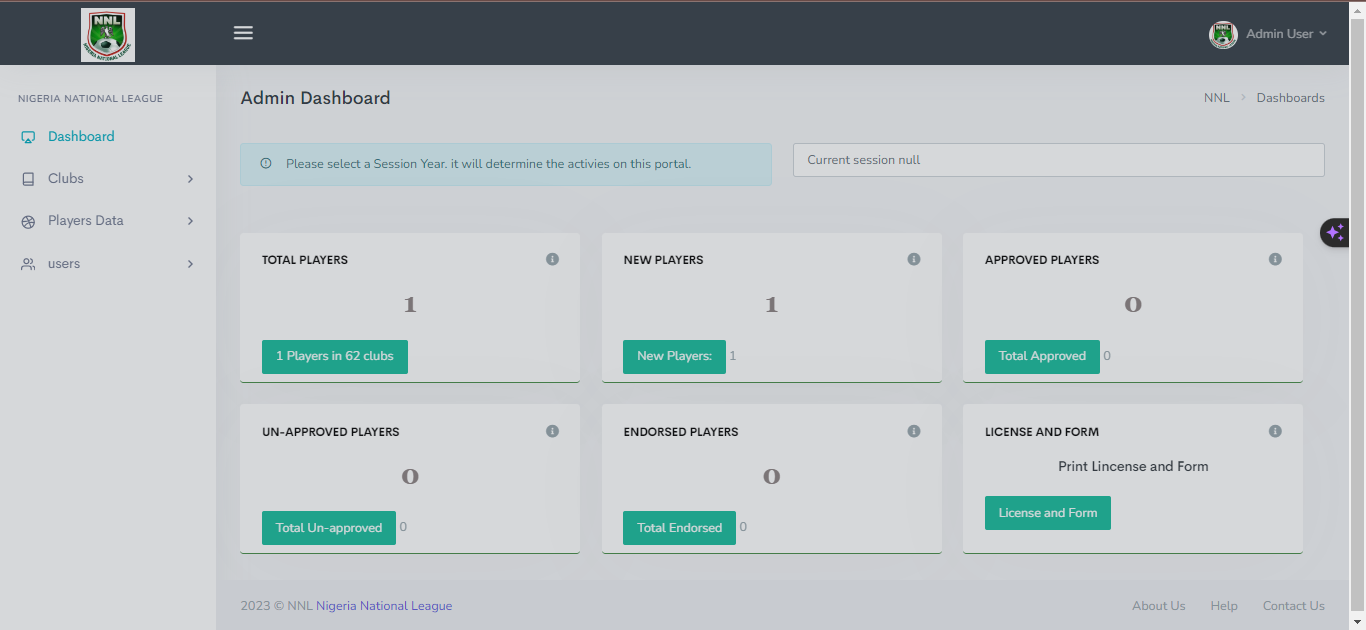 NNL
NIGERIA NATIONAL LEAGUE
Admin User
NIGERIA NATIONAL LEAGUE
Dashboard
Clubs
Players Data
users
Admin Dashboard
NNL > Dashboards
Please select a Session Year. it will determine the activies on this portal.
Current session null
TOTAL PLAYERS
1
1 Players in 62 clubs
NEW PLAYERS
1
New Players: 1
APPROVED PLAYERS
0
Total Approved 0
UN-APPROVED PLAYERS
0
Total Un-approved 0
ENDORSED PLAYERS
0
Total Endorsed 0
LICENSE AND FORM
Print Lincense and Form
License and Form
2023 © NNL Nigeria National League
About Us Help Contact Us